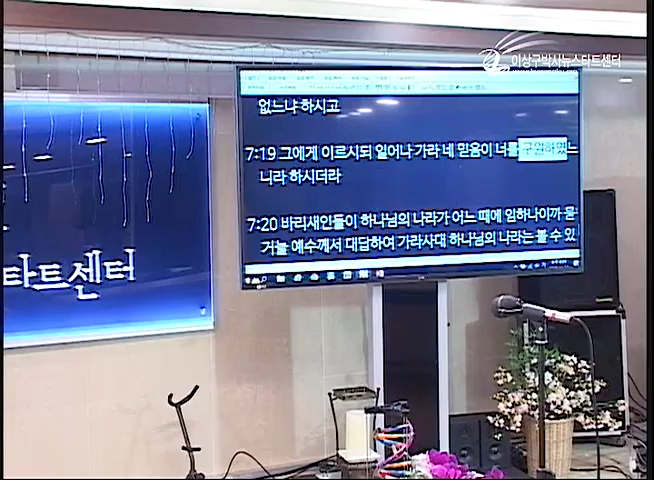 이상구박사뉴스타트센터
없느냐 하시고
7:19 그에게 이르시되 일어나 가라 네 믿음이 너를 구원하였느
니라 하시더라
7:20 바리새인들이 하나님의 나라가 어느 때에 임하나이까 묻
거늘 예수께서 대답하여 가라사대 하나님의 나라는 볼 수 있
타트센터